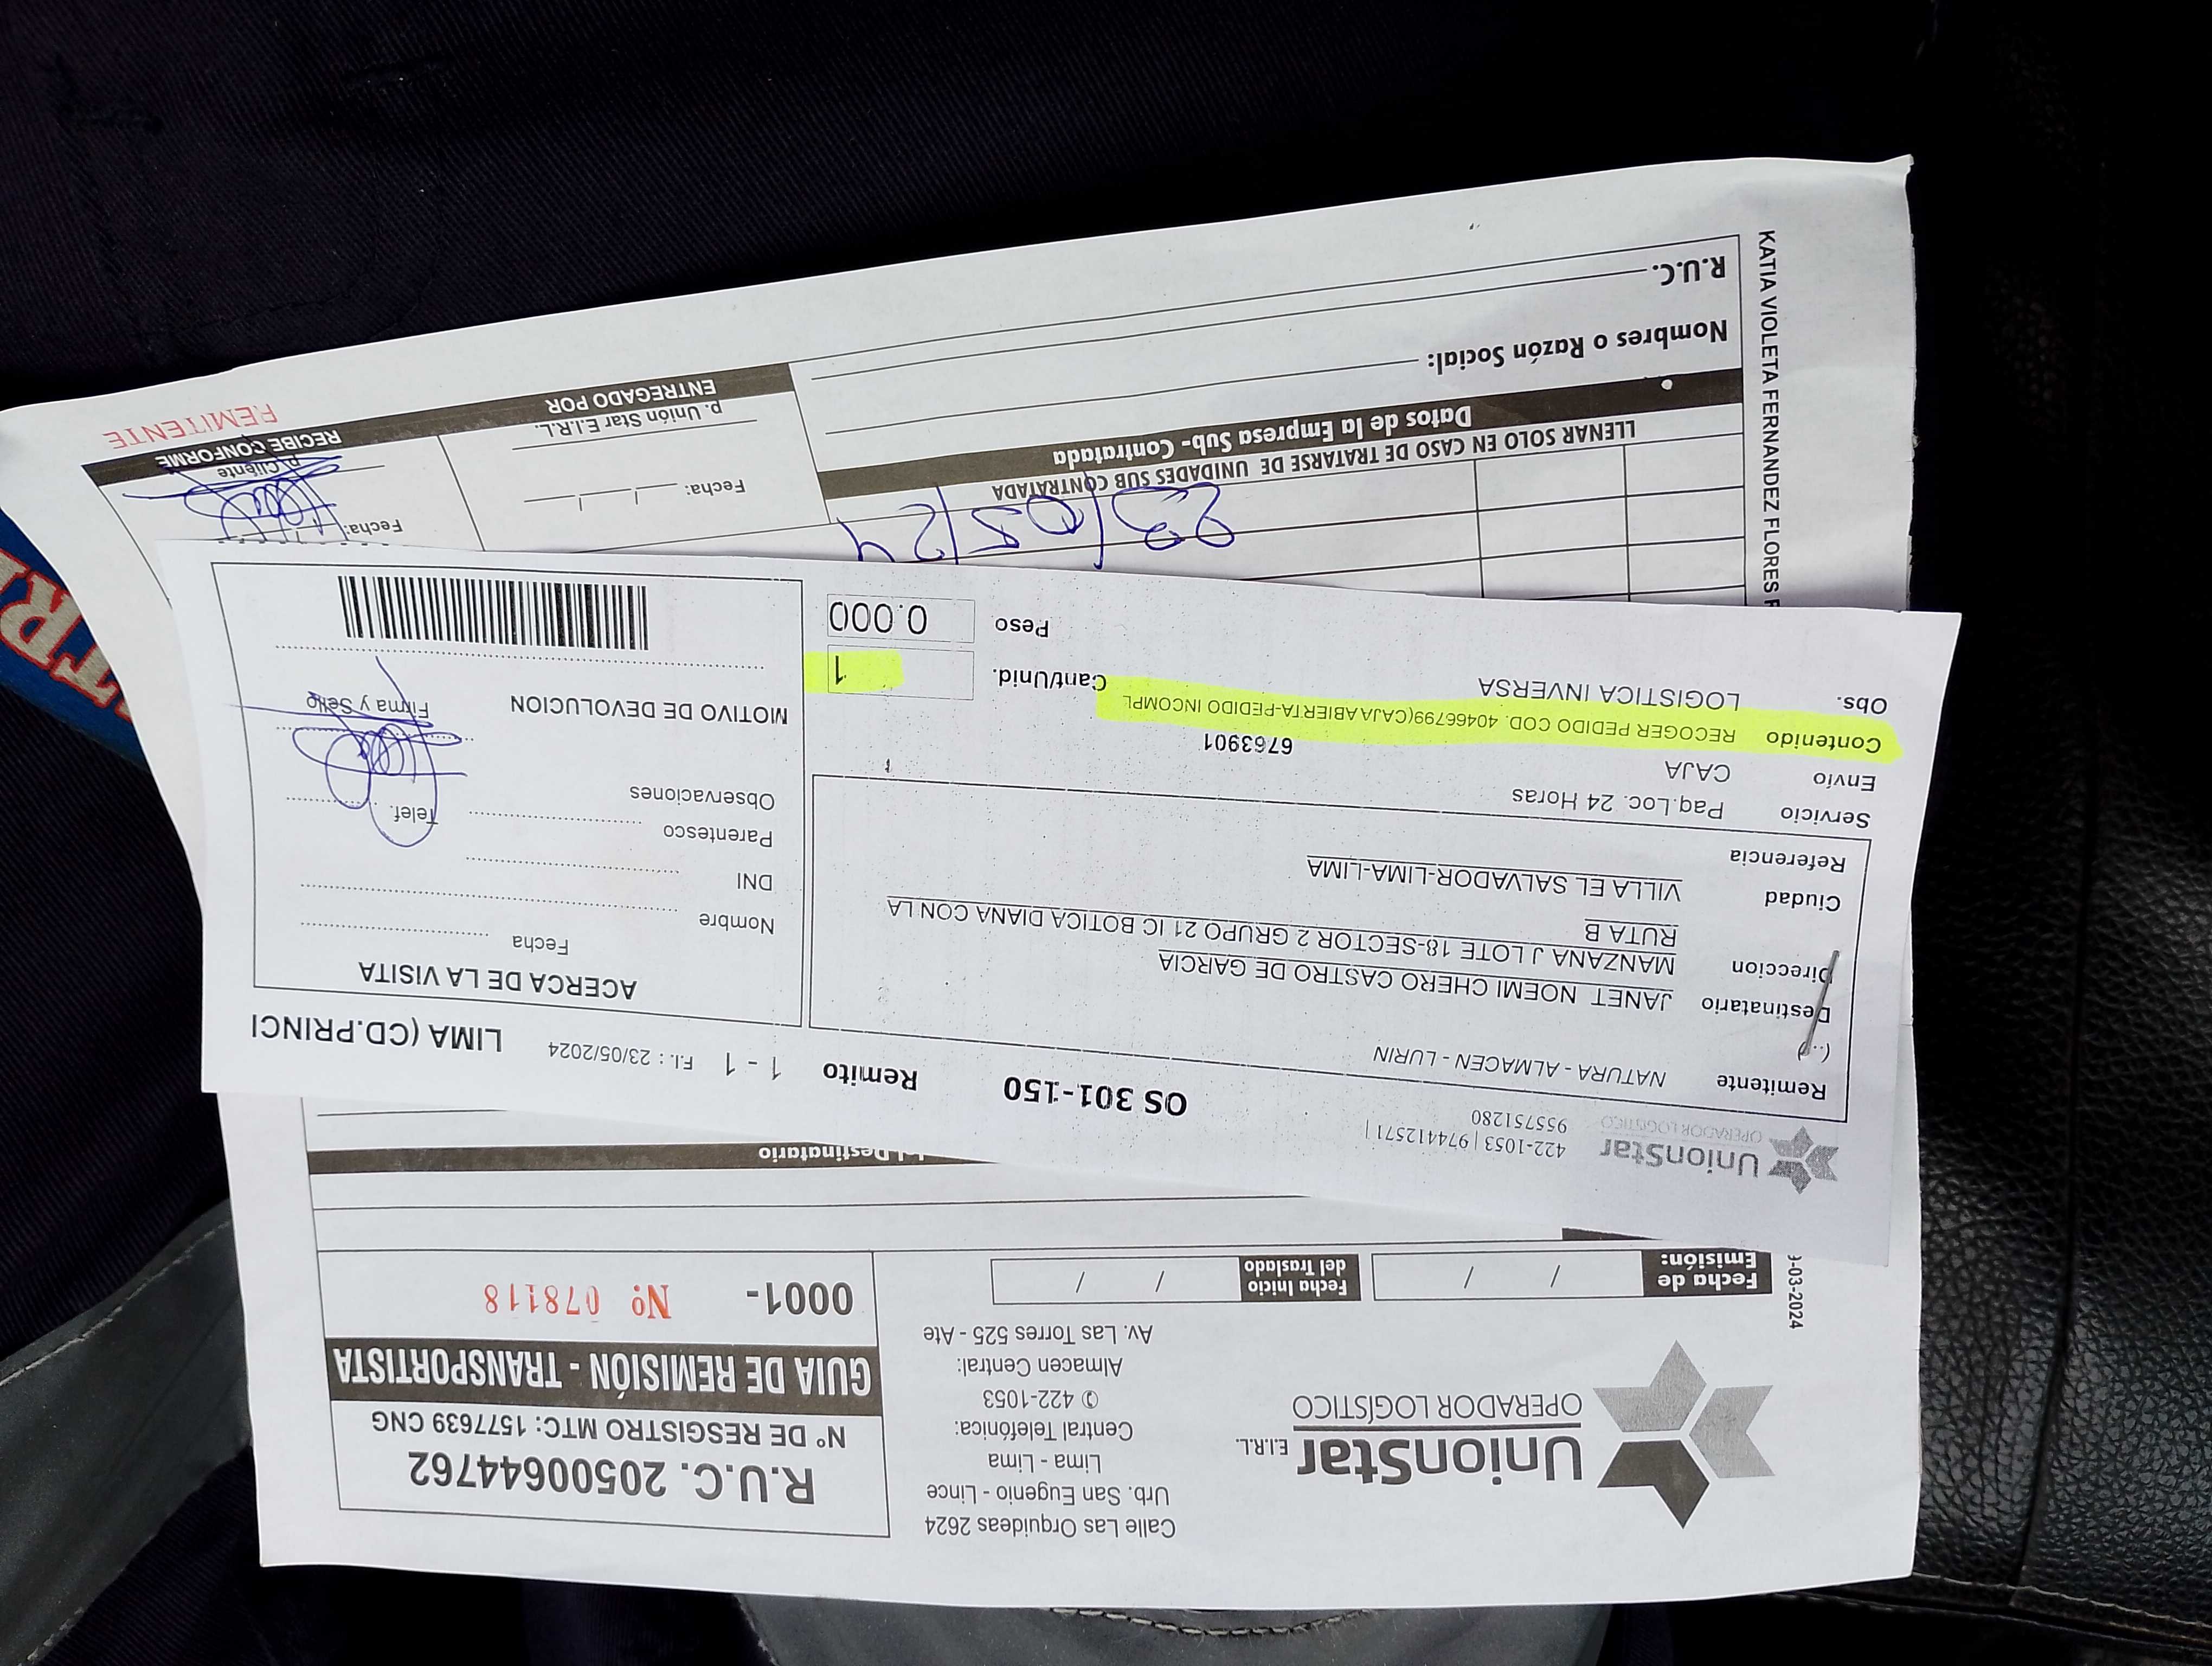 UnionStar E.I.R.L.
OPERADOR LOGÍSTICO
Calle Las Orquideas 2624
Urb. San Eugenio - Lince
Lima - Lima
Central Telefónica:
✆ 422-1053
Almacen Central:
Av. Las Torres 525 - Ate
R.U.C. 20500644762
N° DE RESGISTRO MTC: 1577639 CNG
GUIA DE REMISIÓN - TRANSPORTISTA
0001- Nº 078118
Fecha de Emisión: / /
Fecha Inicio del Traslado / /
9-03-2024
Destinatario
UnionStar
OPERADOR LOGISTICO
422-1053 | 974412571 |
955751280
OS 301-150
Remito 1 - 1 F.I. : 23/05/2024 LIMA (CD.PRINCI
Remitente NATURA - ALMACEN - LURIN
(...)
Destinatario JANET NOEMI CHERO CASTRO DE GARCIA
Direccion MANZANA J LOTE 18-SECTOR 2 GRUPO 21 IC BOTICA DIANA CON LA
RUTA B
Ciudad VILLA EL SALVADOR-LIMA-LIMA
Referencia
Servicio Paq.Loc. 24 Horas
Envío CAJA 6763901
Contenido RECOGER PEDIDO COD. 40466799(CAJA ABIERTA-PEDIDO INCOMPL
Obs. LOGISTICA INVERSA
Cant/Unid. 1
Peso 0.000
ACERCA DE LA VISITA
Fecha
Nombre
DNI
Parentesco
Telef.
Observaciones
MOTIVO DE DEVOLUCION
Firma y Sello
23/05/24
LLENAR SOLO EN CASO DE TRATARSE DE UNIDADES SUB CONTRATADA
Datos de la Empresa Sub- Contratada
Nombres o Razón Social:
R.U.C.
Fecha: / /
p. Unión Star E.I.R.L.
ENTREGADO POR
Fecha:
p. Cliente
RECIBE CONFORME
REMITENTE
KATIA VIOLETA FERNANDEZ FLORES